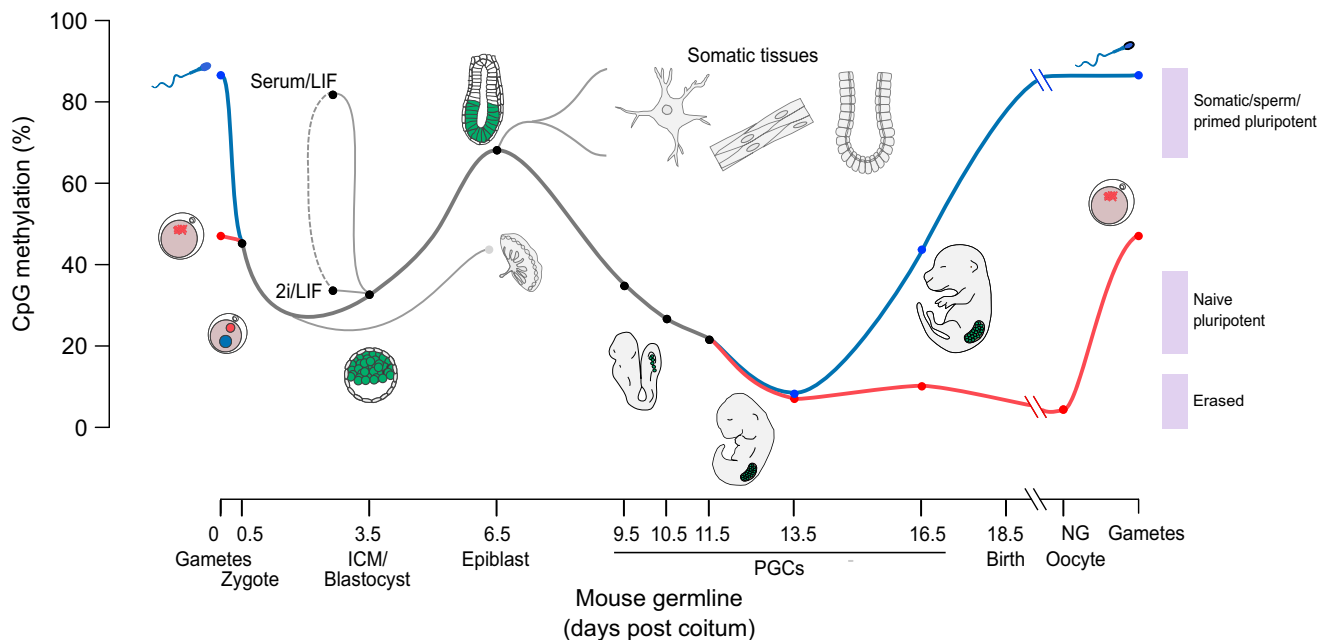 100
80
60
40
20
0
CpG methylation (%)
Serum/LIF
2i/LIF
Somatic tissues
Somatic/sperm/
primed pluripotent
Naive
pluripotent
Erased
0
0.5
3.5
6.5
9.5
10.5
11.5
13.5
16.5
18.5
NG
Gametes
Gametes
Zygote
ICM/
Blastocyst
Epiblast
PGCs
Birth
Oocyte
Mouse germline
(days post coitum)